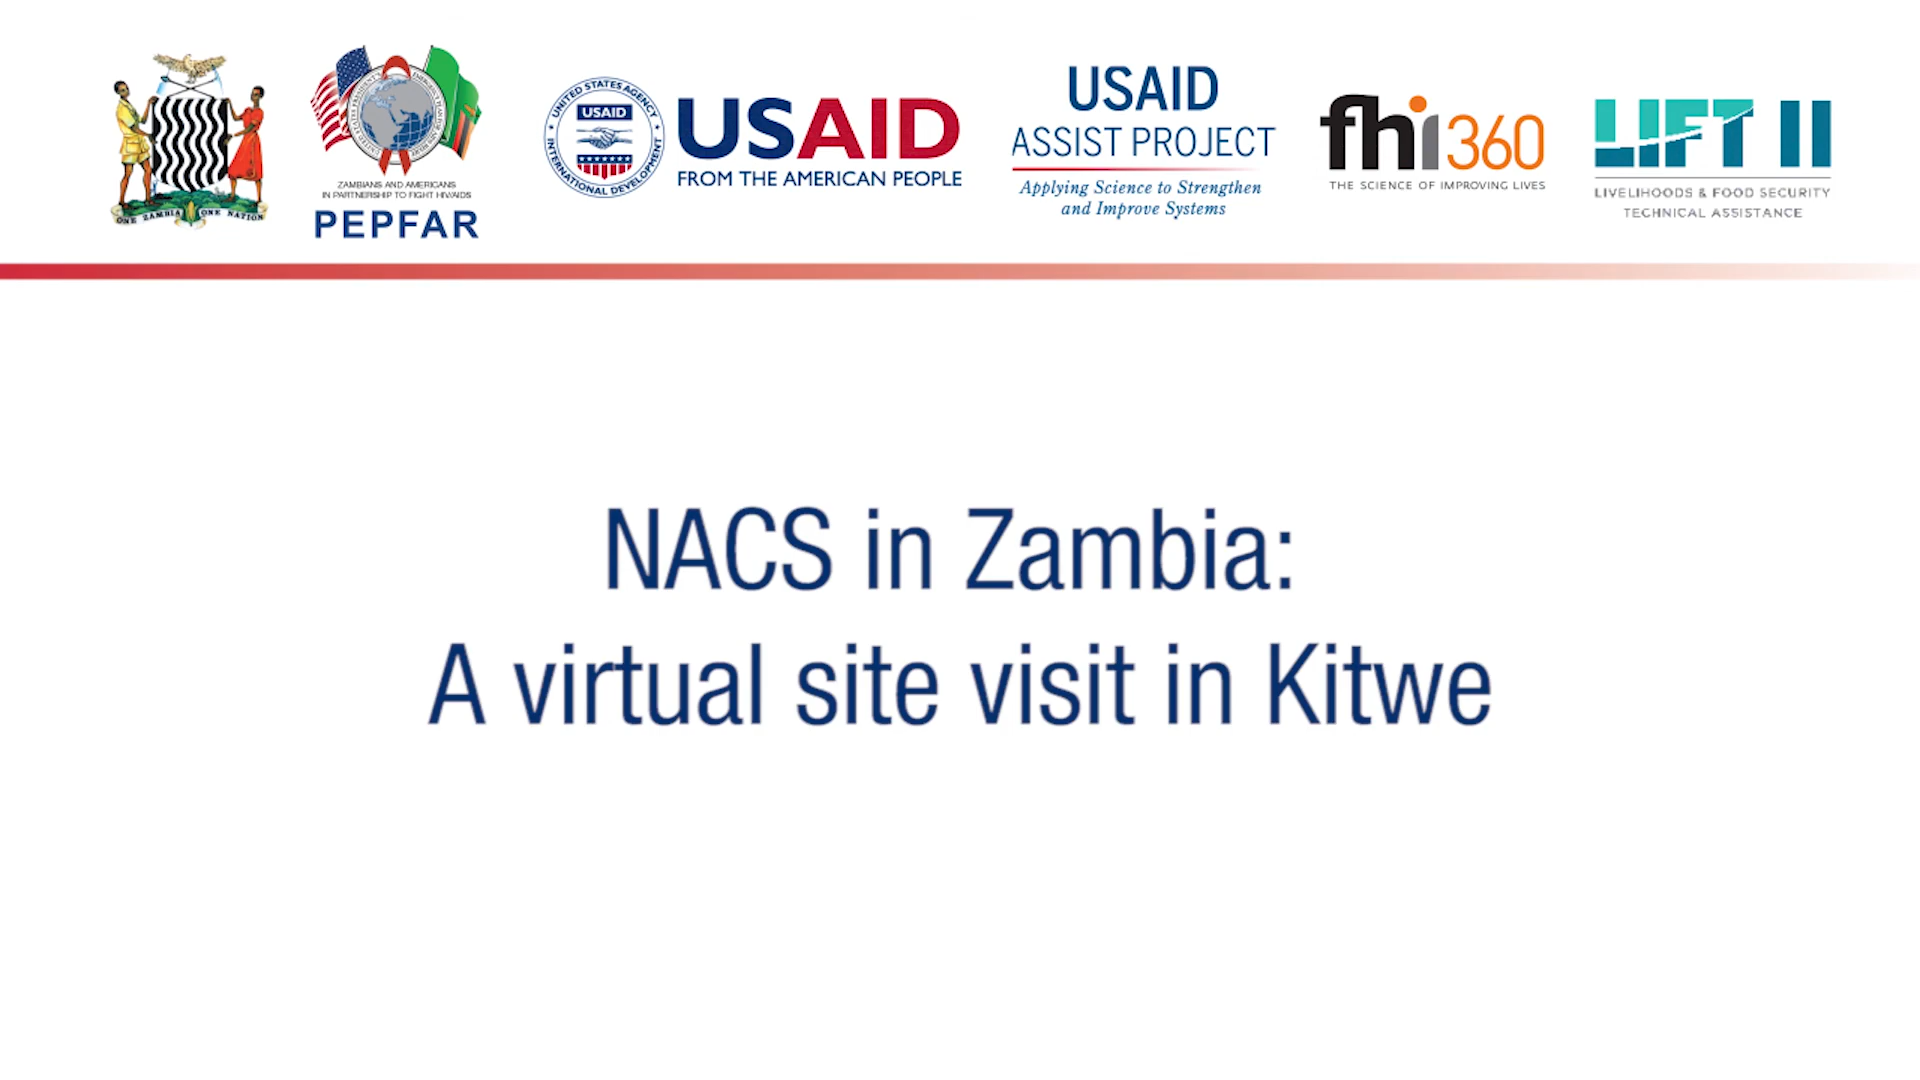 ONE ZAMBIA ONE NATION
ZAMBIANS AND AMERICANS
IN PARTNERSHIP TO FIGHT HIV/AIDS
PEPFAR
UNITED STATES AGENCY
USAID
INTERNATIONAL DEVELOPMENT
USAID
FROM THE AMERICAN PEOPLE
USAID
ASSIST PROJECT
Applying Science to Strengthen
and Improve Systems
fhi360
THE SCIENCE OF IMPROVING LIVES
LIFT II
LIVELIHOODS & FOOD SECURITY
TECHNICAL ASSISTANCE
NACS in Zambia:
A virtual site visit in Kitwe